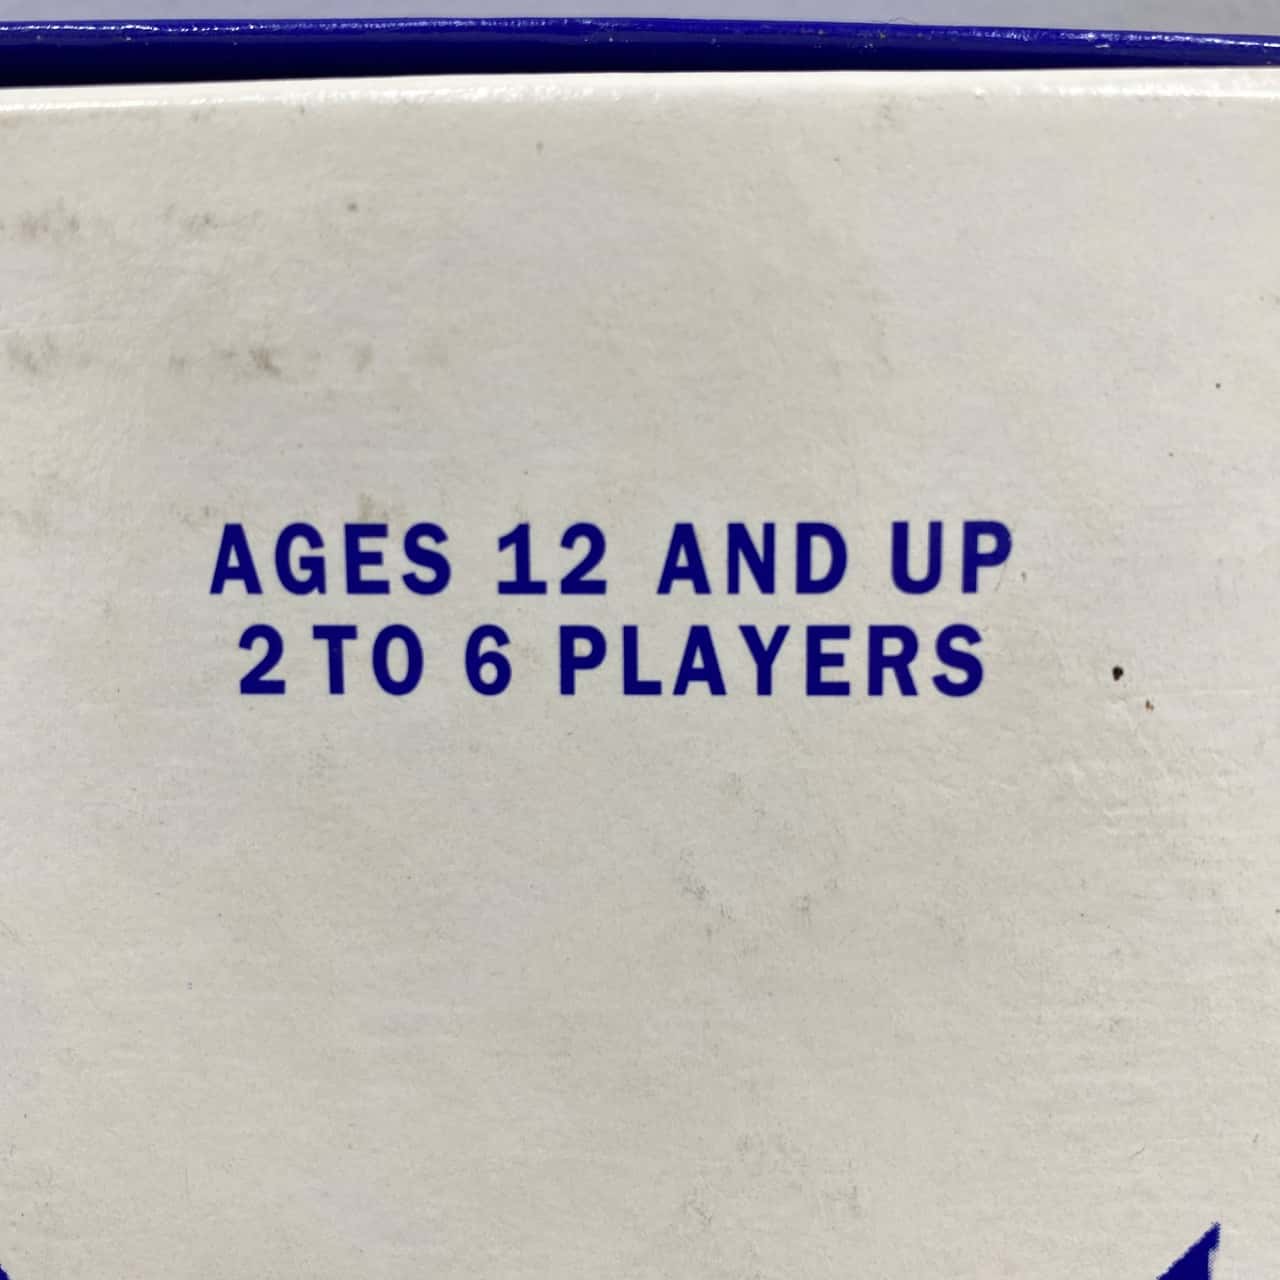 AGES 12 AND UP
2 TO 6 PLAYERS